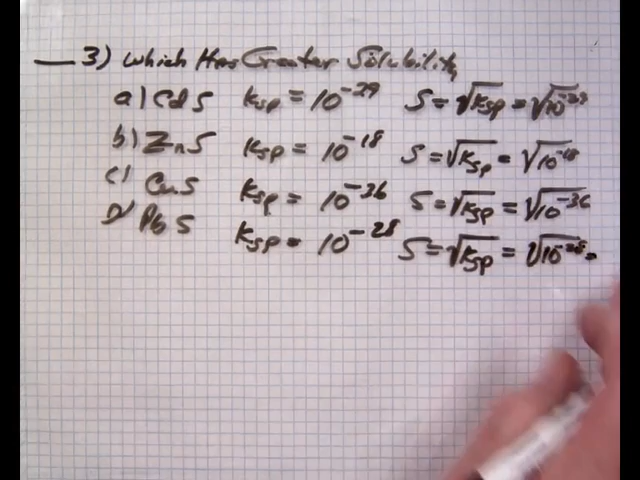 3) Which Has Greater Solubility
a) CdS Ksp = 10^-29 S = √Ksp = √10^-29
b) ZnS Ksp = 10^-18 S = √Ksp = √10^-18
c) CuS Ksp = 10^-36 S = √Ksp = √10^-36
D) PbS Ksp = 10^-28 S = √Ksp = √10^-28 =